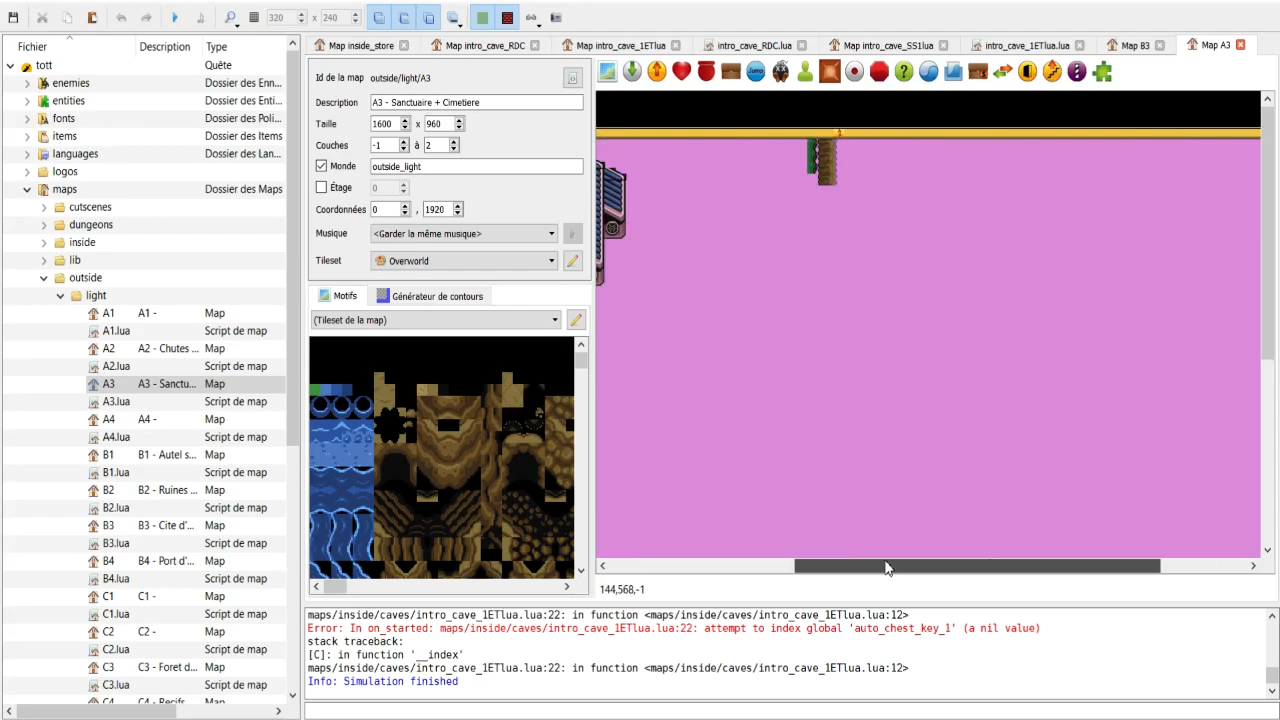 320 x 240
Map inside_store
Map intro_cave_RDC
Map intro_cave_1ETlua
intro_cave_RDC.lua
Map intro_cave_SS1lua
intro_cave_1ETlua.lua
Map B3
Map A3
Fichier Description Type
tott Quête
enemies Dossier des Enn...
entities Dossier des Enti...
fonts Dossier des Poli...
items Dossier des Items
languages Dossier des Lan...
logos
maps Dossier des Maps
cutscenes
dungeons
inside
lib
outside
light
A1 A1 - Map
A1.lua Script de map
A2 A2 - Chutes ... Map
A2.lua Script de map
A3 A3 - Sanctu... Map
A3.lua Script de map
A4 A4 - Map
A4.lua Script de map
B1 B1 - Autel s... Map
B1.lua Script de map
B2 B2 - Ruines ... Map
B2.lua Script de map
B3 B3 - Cite d'... Map
B3.lua Script de map
B4 B4 - Port d'... Map
B4.lua Script de map
C1 C1 - Map
C1.lua Script de map
C2 C2 - Map
C2.lua Script de map
C3 C3 - Foret d... Map
C3.lua Script de map
C4 C4 - Recifs ... Map
Id de la map outside/light/A3
Description A3 - Sanctuaire + Cimetiere
Taille 1600 x 960
Couches -1 à 2
Monde outside_light
Étage 0
Coordonnées 0 , 1920
Musique <Garder la même musique>
Tileset Overworld
Motifs Générateur de contours
(Tileset de la map)
Jump
144,568,-1
maps/inside/caves/intro_cave_1ETlua.lua:22: in function <maps/inside/caves/intro_cave_1ETlua.lua:12>
Error: In on_started: maps/inside/caves/intro_cave_1ETlua.lua:22: attempt to index global 'auto_chest_key_1' (a nil value)
stack traceback:
[C]: in function '__index'
maps/inside/caves/intro_cave_1ETlua.lua:22: in function <maps/inside/caves/intro_cave_1ETlua.lua:12>
Info: Simulation finished